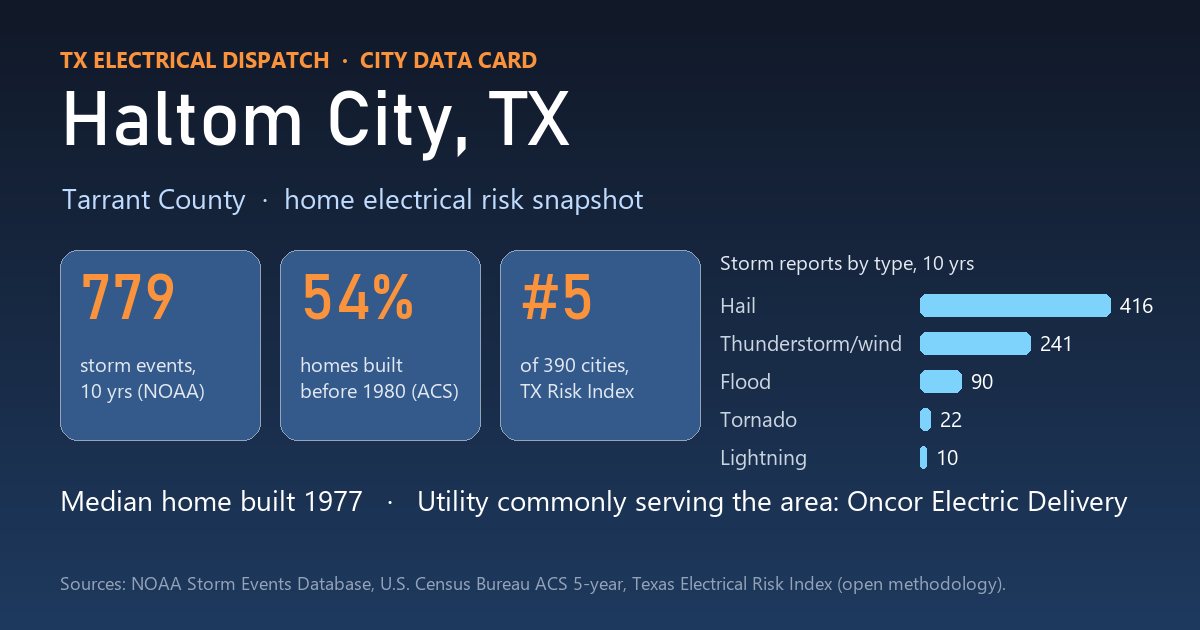 TX ELECTRICAL DISPATCH · CITY DATA CARD
Haltom City, TX
Tarrant County · home electrical risk snapshot
779
storm events,
10 yrs (NOAA)
54%
homes built
before 1980 (ACS)
#5
of 390 cities,
TX Risk Index
Storm reports by type, 10 yrs
Hail 416
Thunderstorm/wind 241
Flood 90
Tornado 22
Lightning 10
Median home built 1977 · Utility commonly serving the area: Oncor Electric Delivery
Sources: NOAA Storm Events Database, U.S. Census Bureau ACS 5-year, Texas Electrical Risk Index (open methodology).